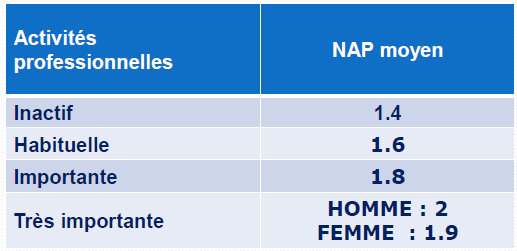 Activités
professionnelles
NAP moyen
Inactif
1.4
Habituelle
1.6
Importante
1.8
Très importante
HOMME : 2
FEMME : 1.9